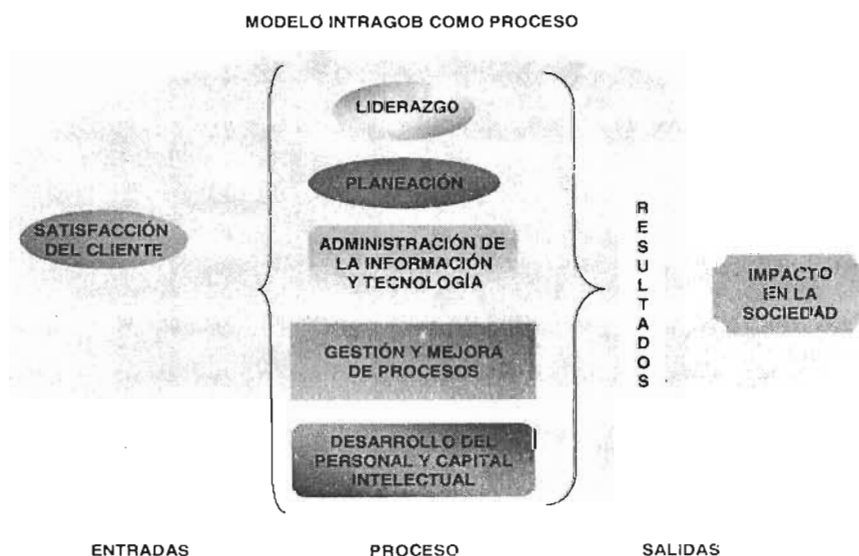 MODELO INTRAGOB COMO PROCESO
LIDERAZGO
PLANEACIÓN
SATISFACCIÓN
DEL CLIENTE
ADMINISTRACIÓN DE
LA INFORMACIÓN
Y TECNOLOGÍA
GESTIÓN Y MEJORA
DE PROCESOS
DESARROLLO DEL
PERSONAL Y CAPITAL
INTELECTUAL
RESULTADOS
IMPACTO
EN LA
SOCIEDAD
ENTRADAS
PROCESO
SALIDAS